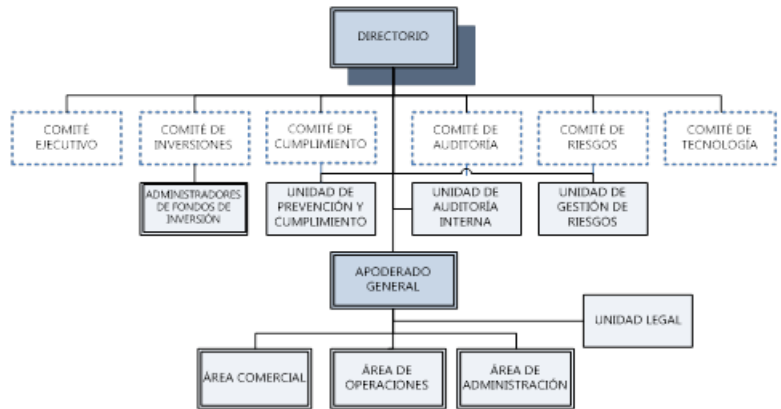 DIRECTORIO
COMITÉ
EJECUTIVO
COMITÉ DE
INVERSIONES
COMITÉ DE
CUMPLIMIENTO
COMITÉ DE
AUDITORÍA
COMITÉ DE
RIESGOS
COMITÉ DE
TECNOLOGÍA
ADMINISTRADORES
DE FONDOS DE
INVERSIÓN
UNIDAD DE
PREVENCIÓN Y
CUMPLIMIENTO
UNIDAD DE
AUDITORÍA
INTERNA
UNIDAD DE
GESTIÓN DE
RIESGOS
APODERADO
GENERAL
UNIDAD LEGAL
ÁREA COMERCIAL
ÁREA DE
OPERACIONES
ÁREA DE
ADMINISTRACIÓN